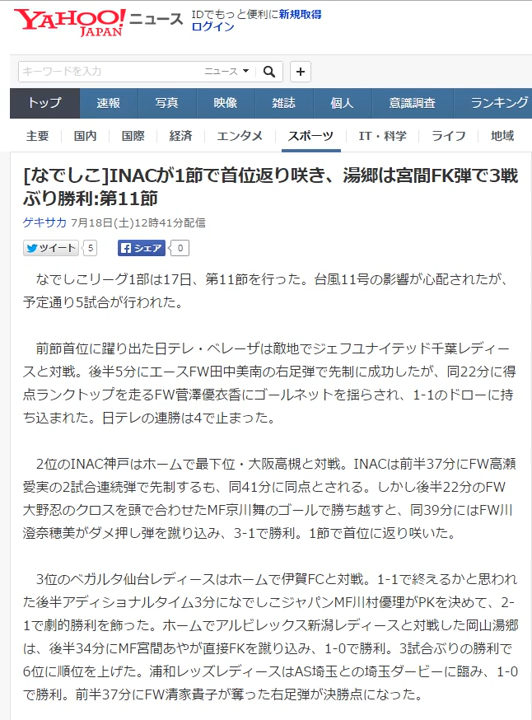 YAHOO! JAPAN ニュース
IDでもっと便利に新規取得
ログイン
キーワードを入力 ニュース
トップ 速報 写真 映像 雑誌 個人 意識調査 ランキング
主要 国内 国際 経済 エンタメ スポーツ IT・科学 ライフ 地域
[なでしこ]INACが1節で首位返り咲き、湯郷は宮間FK弾で3戦
ぶり勝利:第11節
ゲキサカ 7月18日(土)12時41分配信
ツイート 5 シェア 0
なでしこリーグ1部は17日、第11節を行った。台風11号の影響が心配されたが、
予定通り5試合が行われた。
前節首位に躍り出た日テレ・ベレーザは敵地でジェフユナイテッド千葉レディー
スと対戦。後半5分にエースFW田中美南の右足弾で先制に成功したが、同22分に得
点ランクトップを走るFW菅澤優衣香にゴールネットを揺らされ、1-1のドローに持
ち込まれた。日テレの連勝は4で止まった。
2位のINAC神戸はホームで最下位・大阪高槻と対戦。INACは前半37分にFW高瀬
愛実の2試合連続弾で先制するも、同41分に同点とされる。しかし後半22分のFW
大野忍のクロスを頭で合わせたMF京川舞のゴールで勝ち越すと、同39分にはFW川
澄奈穂美がダメ押し弾を蹴り込み、3-1で勝利。1節で首位に返り咲いた。
3位のベガルタ仙台レディースはホームで伊賀FCと対戦。1-1で終えるかと思われ
た後半アディショナルタイム3分になでしこジャパンMF川村優理がPKを決めて、2-
1で劇的勝利を飾った。ホームでアルビレックス新潟レディースと対戦した岡山湯郷
は、後半34分にMF宮間あやが直接FKを蹴り込み、1-0で勝利。3試合ぶりの勝利で
6位に順位を上げた。浦和レッズレディースはAS埼玉との埼玉ダービーに臨み、1-0
で勝利。前半37分にFW清家貴子が奪った右足弾が決勝点になった。